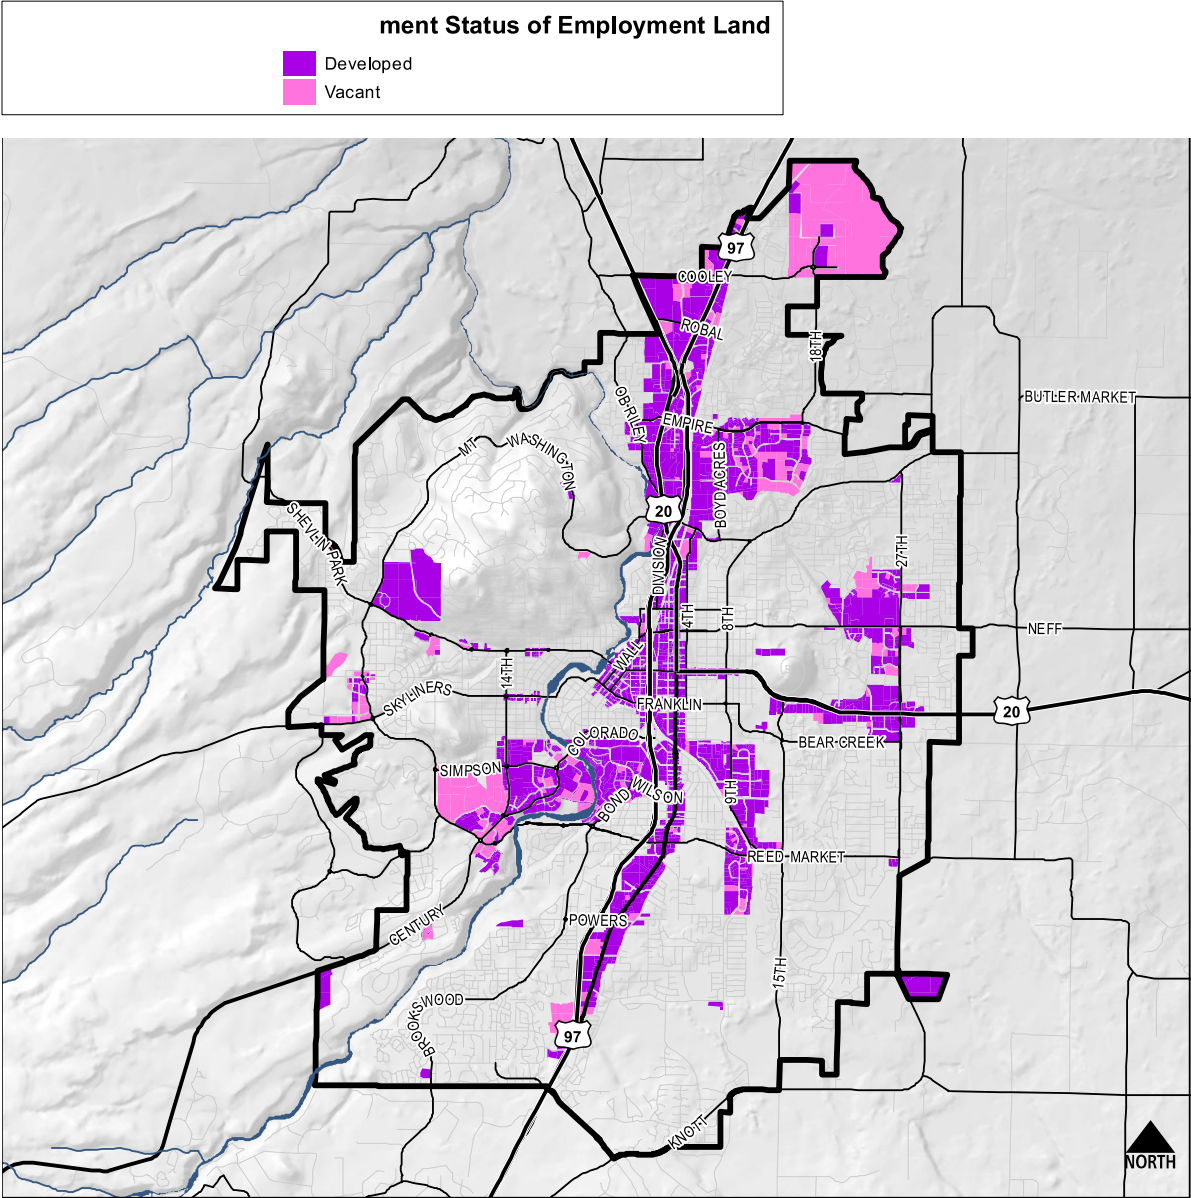 ment Status of Employment Land
Developed
Vacant
97
COOLEY
ROBAL
18TH
BUTLER MARKET
OB RILEY
EMPIRE
MT WASHINGTON
BOYD ACRES
20
SHEVLIN PARK
DIVISION
27TH
4TH
8TH
NEFF
WALL
14TH
SKYLINERS
FRANKLIN
20
COLORADO
BEAR CREEK
SIMPSON
WILSON
BOND
9TH
REED MARKET
CENTURY
POWERS
15TH
BROOKSWOOD
97
KNOTT
NORTH